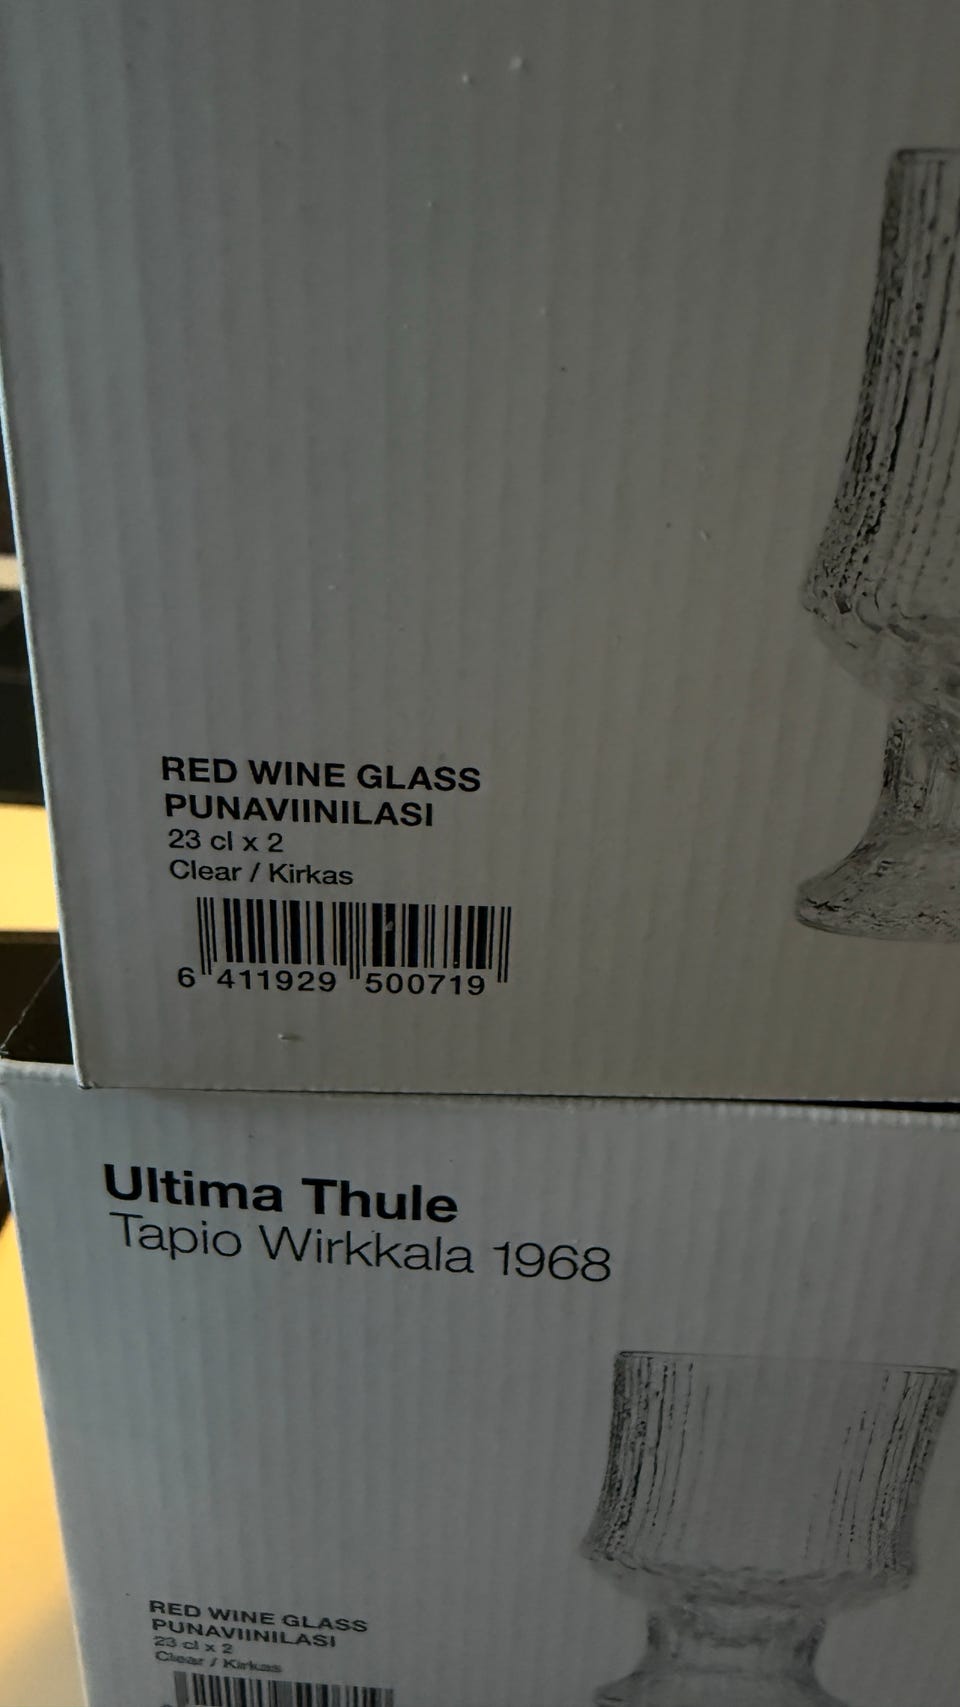 RED WINE GLASS
PUNAVIINILASI
23 cl x 2
Clear / Kirkas
6 411929 500719
Ultima Thule
Tapio Wirkkala 1968
RED WINE GLASS
PUNAVIINILASI
23 cl x 2
Clear / Kirkas